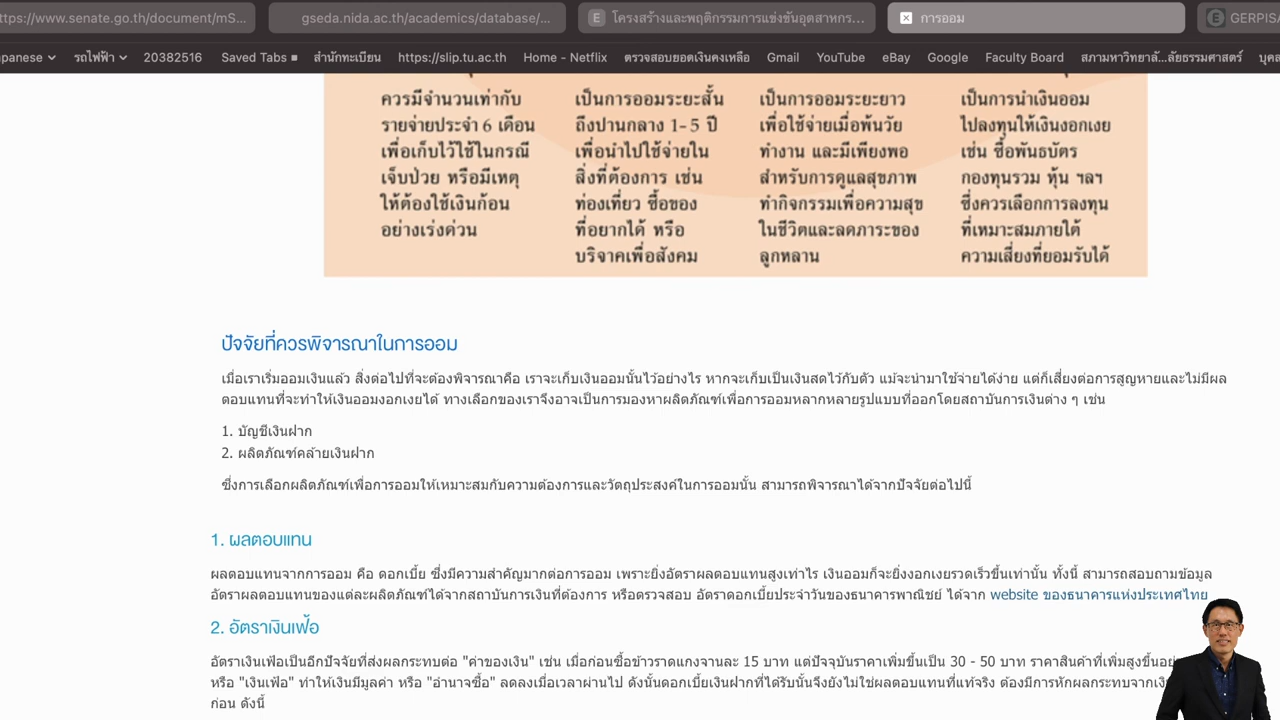 ttps://www.senate.go.th/document/mS...
gseda.nida.ac.th/academics/database/...
E โครงสร้างและพฤติกรรมการแข่งขันอุตสาหกร...
การออม
E GERPISA
apanese
รถไฟฟ้า
20382516
Saved Tabs
สำนักทะเบียน
https://slip.tu.ac.th
Home - Netflix
ตรวจสอบยอดเงินคงเหลือ
Gmail
YouTube
eBay
Google
Faculty Board
สภามหาวิทยาลั...ลัยธรรมศาสตร์
บุคล
ควรมีจำนวนเท่ากับ
รายจ่ายประจำ 6 เดือน
เพื่อเก็บไว้ใช้ในกรณี
เจ็บป่วย หรือมีเหตุ
ให้ต้องใช้เงินก้อน
อย่างเร่งด่วน
เป็นการออมระยะสั้น
ถึงปานกลาง 1-5 ปี
เพื่อนำไปใช้จ่ายใน
สิ่งที่ต้องการ เช่น
ท่องเที่ยว ซื้อของ
ที่อยากได้ หรือ
บริจาคเพื่อสังคม
เป็นการออมระยะยาว
เพื่อใช้จ่ายเมื่อพ้นวัย
ทำงาน และมีเพียงพอ
สำหรับการดูแลสุขภาพ
ทำกิจกรรมเพื่อความสุข
ในชีวิตและลดภาระของ
ลูกหลาน
เป็นการนำเงินออม
ไปลงทุนให้เงินงอกเงย
เช่น ซื้อพันธบัตร
กองทุนรวม หุ้น ฯลฯ
ซึ่งควรเลือกการลงทุน
ที่เหมาะสมภายใต้
ความเสี่ยงที่ยอมรับได้
ปัจจัยที่ควรพิจารณาในการออม
เมื่อเราเริ่มออมเงินแล้ว สิ่งต่อไปที่จะต้องพิจารณาคือ เราจะเก็บเงินออมนั้นไว้อย่างไร หากจะเก็บเป็นเงินสดไว้กับตัว แม้จะนำมาใช้จ่ายได้ง่าย แต่ก็เสี่ยงต่อการสูญหายและไม่มีผล
ตอบแทนที่จะทำให้เงินออมงอกเงยได้ ทางเลือกของเราจึงอาจเป็นการมองหาผลิตภัณฑ์เพื่อการออมหลากหลายรูปแบบที่ออกโดยสถาบันการเงินต่าง ๆ เช่น
1. บัญชีเงินฝาก
2. ผลิตภัณฑ์คล้ายเงินฝาก
ซึ่งการเลือกผลิตภัณฑ์เพื่อการออมให้เหมาะสมกับความต้องการและวัตถุประสงค์ในการออมนั้น สามารถพิจารณาได้จากปัจจัยต่อไปนี้
1. ผลตอบแทน
ผลตอบแทนจากการออม คือ ดอกเบี้ย ซึ่งมีความสำคัญมากต่อการออม เพราะยิ่งอัตราผลตอบแทนสูงเท่าไร เงินออมก็จะยิ่งงอกเงยรวดเร็วขึ้นเท่านั้น ทั้งนี้ สามารถสอบถามข้อมูล
อัตราผลตอบแทนของแต่ละผลิตภัณฑ์ได้จากสถาบันการเงินที่ต้องการ หรือตรวจสอบ อัตราดอกเบี้ยประจำวันของธนาคารพาณิชย์ ได้จาก website ของธนาคารแห่งประเทศไทย
2. อัตราเงินเฟ้อ
อัตราเงินเฟ้อเป็นอีกปัจจัยที่ส่งผลกระทบต่อ "ค่าของเงิน" เช่น เมื่อก่อนซื้อข้าวราดแกงจานละ 15 บาท แต่ปัจจุบันราคาเพิ่มขึ้นเป็น 30 - 50 บาท ราคาสินค้าที่เพิ่มสูงขึ้นอย่
หรือ "เงินเฟ้อ" ทำให้เงินมีมูลค่า หรือ "อำนาจซื้อ" ลดลงเมื่อเวลาผ่านไป ดังนั้นดอกเบี้ยเงินฝากที่ได้รับนั้นจึงยังไม่ใช่ผลตอบแทนที่แท้จริง ต้องมีการหักผลกระทบจากเงิ
ก่อน ดังนี้